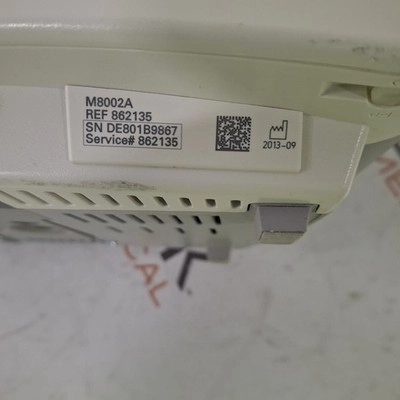 M8002A
REF 862135
SN DE801B9867
Service# 862135
2013-09